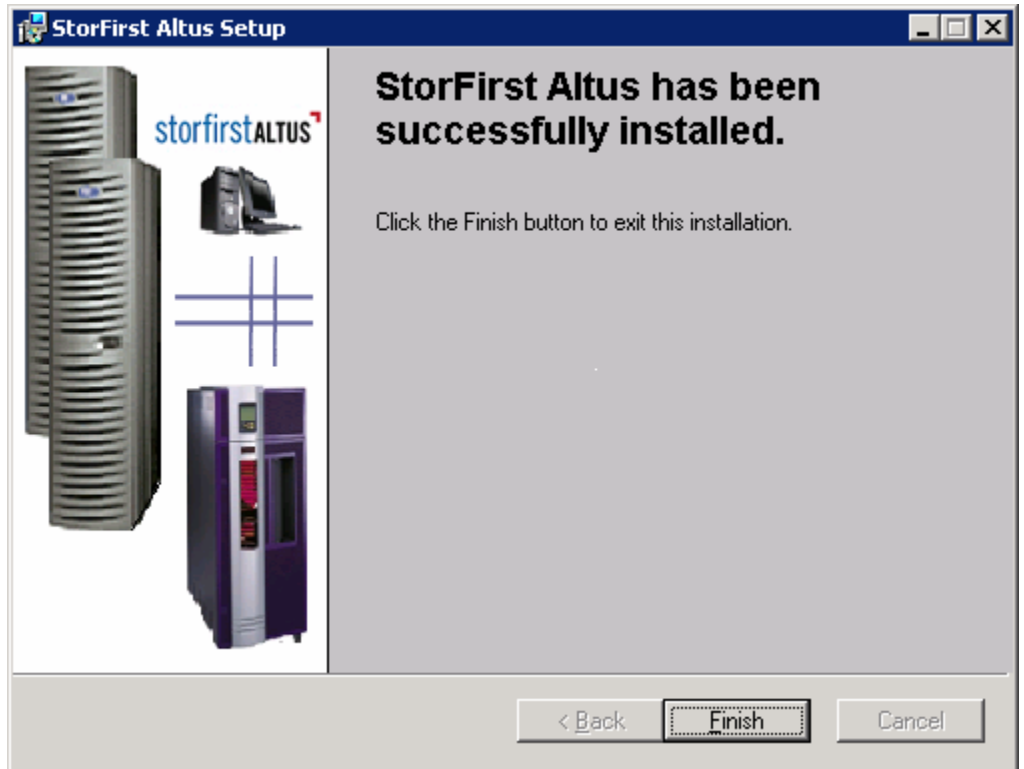 StorFirst Altus Setup
storfirstALTUS
StorFirst Altus has been
successfully installed.
Click the Finish button to exit this installation.
< Back
Finish
Cancel